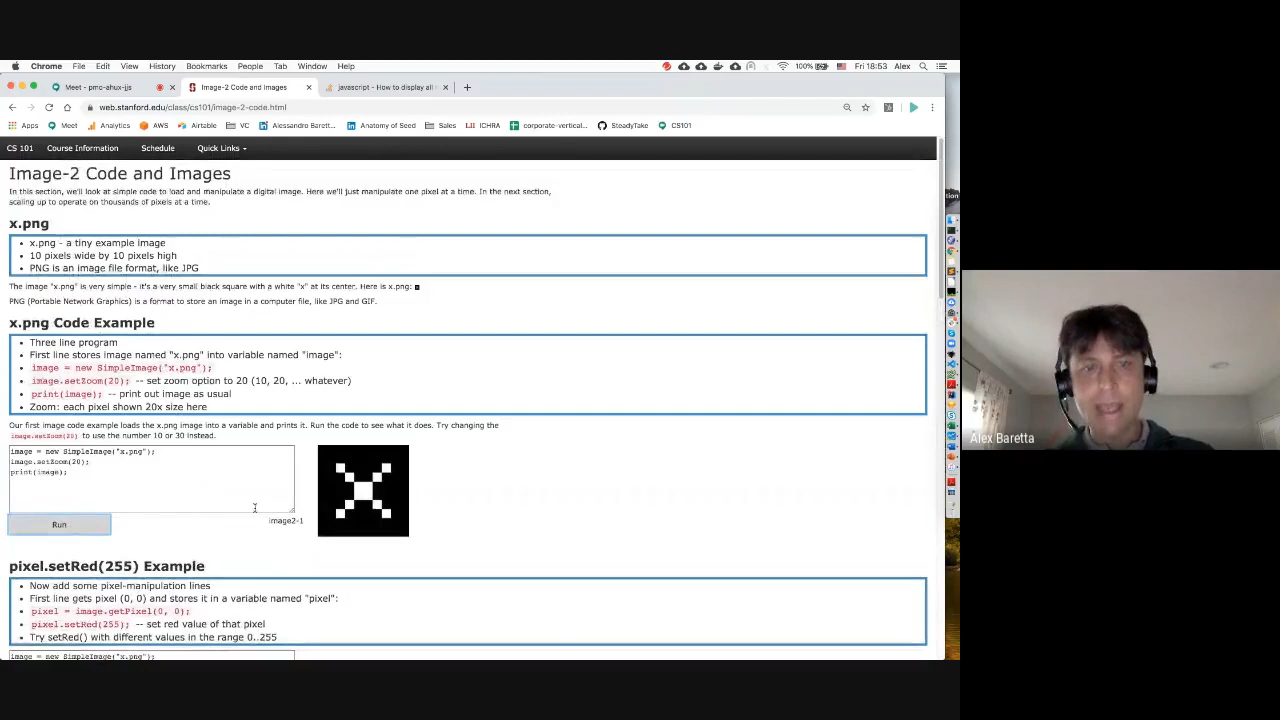 Chrome File Edit View History Bookmarks People Tab Window Help 100% Fri 18:53 Alex
Meet - pmo-ahux-jjs Image-2 Code and Images javascript - How to display all
web.stanford.edu/class/cs101/image-2-code.html
Apps Meet Analytics AWS Airtable VC Alessandro Barett... Anatomy of Seed Sales ICHRA corporate-vertical... SteadyTake CS101
CS 101 Course Information Schedule Quick Links
Image-2 Code and Images
In this section, we'll look at simple code to load and manipulate a digital image. Here we'll just manipulate one pixel at a time. In the next section,
scaling up to operate on thousands of pixels at a time.
x.png
x.png - a tiny example image
10 pixels wide by 10 pixels high
PNG is an image file format, like JPG
The image "x.png" is very simple - it's a very small black square with a white "x" at its center. Here is x.png:
PNG (Portable Network Graphics) is a format to store an image in a computer file, like JPG and GIF.
x.png Code Example
Three line program
First line stores image named "x.png" into variable named "image":
image = new SimpleImage("x.png");
image.setZoom(20); -- set zoom option to 20 (10, 20, ... whatever)
print(image); -- print out image as usual
Zoom: each pixel shown 20x size here
Our first image code example loads the x.png image into a variable and prints it. Run the code to see what it does. Try changing the
image.setZoom(20) to use the number 10 or 30 instead.
image = new SimpleImage("x.png");
image.setZoom(20);
print(image);
Run
image2-1
pixel.setRed(255) Example
Now add some pixel-manipulation lines
First line gets pixel (0, 0) and stores it in a variable named "pixel":
pixel = image.getPixel(0, 0);
pixel.setRed(255); -- set red value of that pixel
Try setRed() with different values in the range 0..255
image = new SimpleImage("x.png");
Alex Baretta